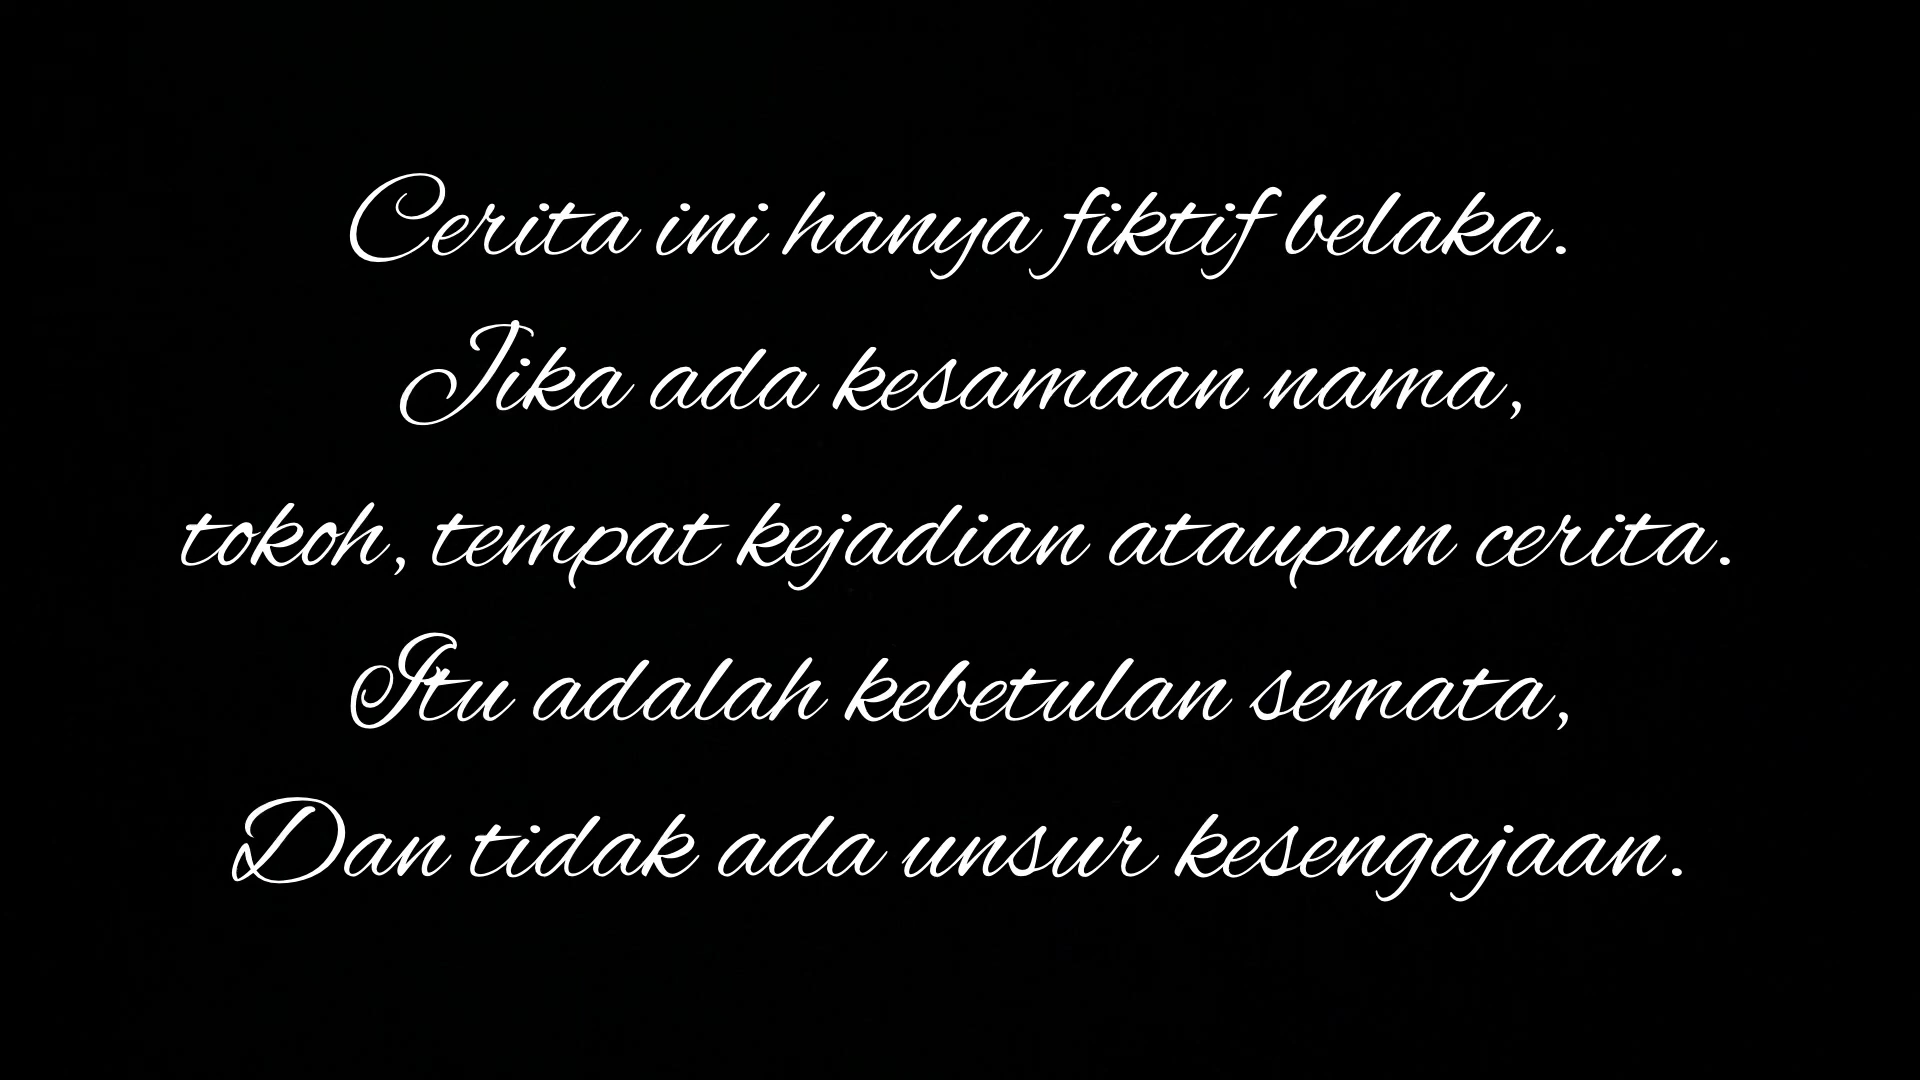 Cerita ini hanya fiktif belaka.
Jika ada kesamaan nama,
tokoh, tempat kejadian ataupun cerita.
Itu adalah kebetulan semata,
Dan tidak ada unsur kesengajaan.